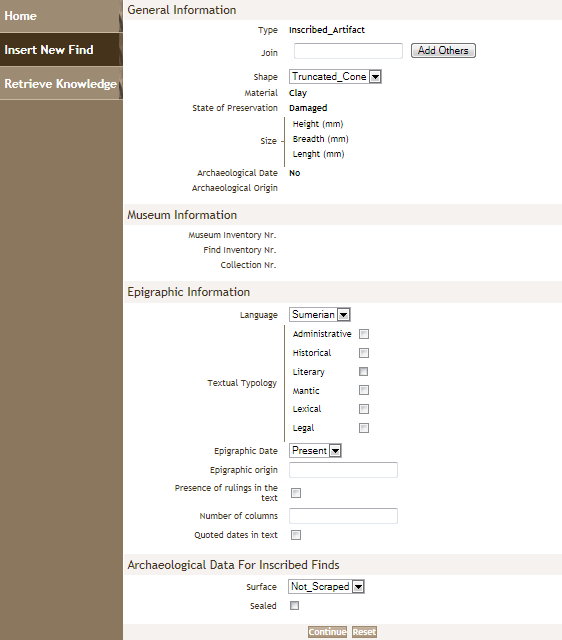 Home
Insert New Find
Retrieve Knowledge
General Information
Type Inscribed_Artifact
Join Add Others
Shape Truncated_Cone
Material Clay
State of Preservation Damaged
Height (mm)
Size Breadth (mm)
Lenght (mm)
Archaeological Date No
Archaeological Origin
Museum Information
Museum Inventory Nr.
Find Inventory Nr.
Collection Nr.
Epigraphic Information
Language Sumerian
Administrative
Historical
Literary
Textual Typology
Mantic
Lexical
Legal
Epigraphic Date Present
Epigraphic origin
Presence of rulings in the
text
Number of columns
Quoted dates in text
Archaeological Data For Inscribed Finds
Surface Not_Scraped
Sealed
Continue Reset